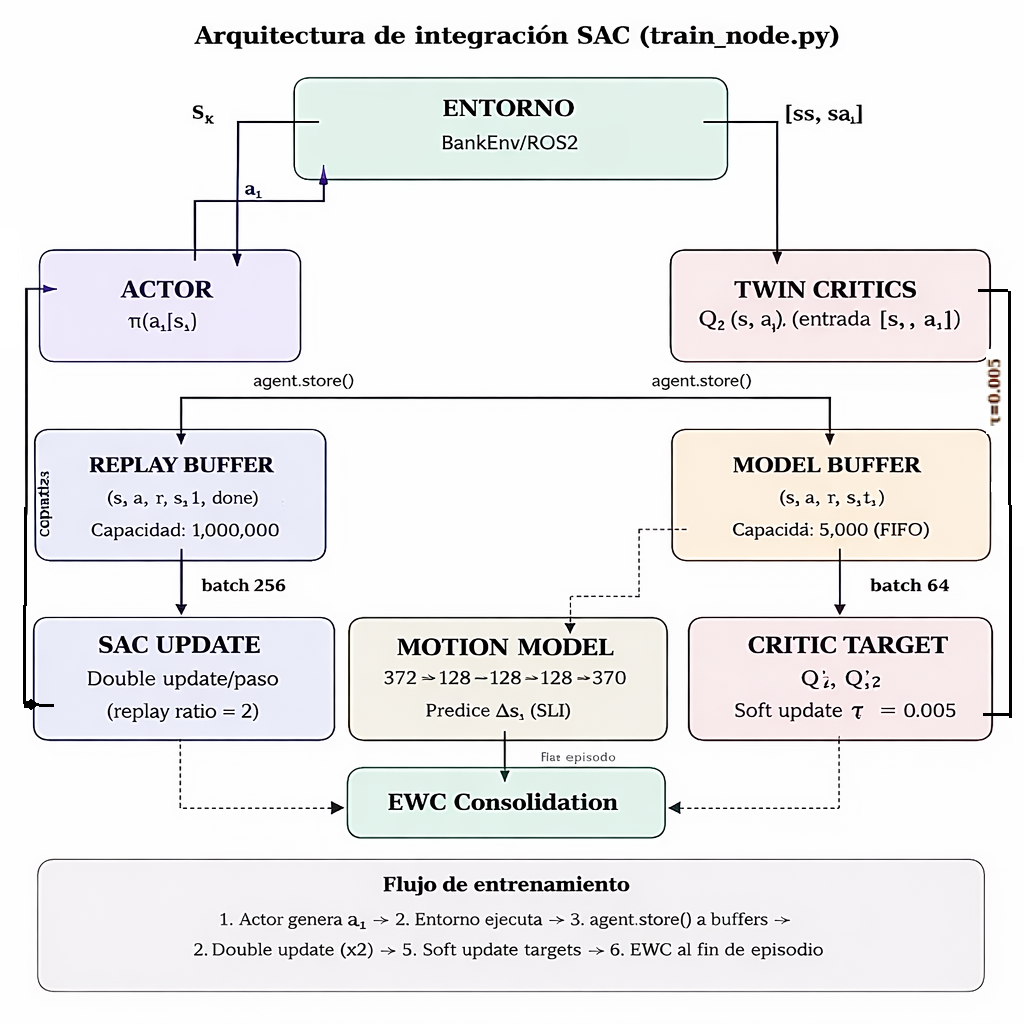 Arquitectura de integración SAC (train_node.py)
Sₖ
ENTORNO
[ss, sa₁]
BankEnv/ROS2
a₁
ACTOR
π(a₁[s₁)
TWIN CRITICS
Q₂ (s, aⱼ). (entrada [s, , a₁])
agent.store()
agent.store()
τ=0.005
REPLAY BUFFER
(s, a, r, s₁ 1, done)
Capacidad: 1,000,000
MODEL BUFFER
(s, a, r, s₁t₁)
Capacidá: 5,000 (FIFO)
batch 256
batch 64
SAC UPDATE
Double update/paso
(replay ratio = 2)
MOTION MODEL
372→128−128→128→370
Predice Δs₁ (SLI)
CRITIC TARGET
Soft update τ = 0.005
episodio
EWC Consolidation
Flujo de entrenamiento
1. Actor genera a₁ → 2. Entorno ejecuta → 3. agent.store() a buffers →
2. Double update (x2) → 5. Soft update targets → 6. EWC al fin de episodio